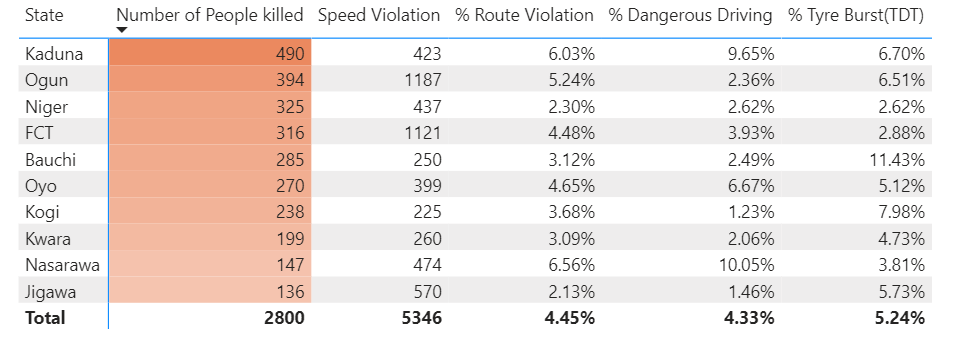 State Number of People killed Speed Violation % Route Violation % Dangerous Driving % Tyre Burst(TDT)
Kaduna 490 423 6.03% 9.65% 6.70%
Ogun 394 1187 5.24% 2.36% 6.51%
Niger 325 437 2.30% 2.62% 2.62%
FCT 316 1121 4.48% 3.93% 2.88%
Bauchi 285 250 3.12% 2.49% 11.43%
Oyo 270 399 4.65% 6.67% 5.12%
Kogi 238 225 3.68% 1.23% 7.98%
Kwara 199 260 3.09% 2.06% 4.73%
Nasarawa 147 474 6.56% 10.05% 3.81%
Jigawa 136 570 2.13% 1.46% 5.73%
Total 2800 5346 4.45% 4.33% 5.24%